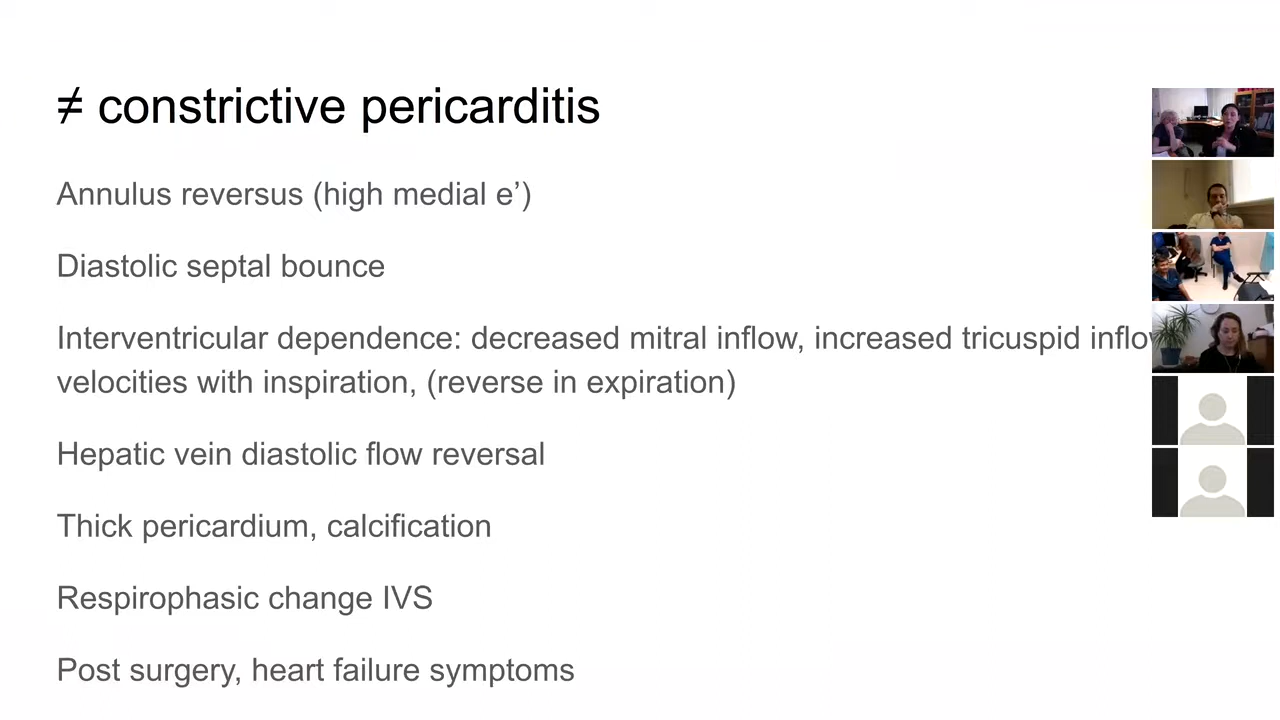 ≠ constrictive pericarditis
Annulus reversus (high medial e’)
Diastolic septal bounce
Interventricular dependence: decreased mitral inflow, increased tricuspid inflow
velocities with inspiration, (reverse in expiration)
Hepatic vein diastolic flow reversal
Thick pericardium, calcification
Respirophasic change IVS
Post surgery, heart failure symptoms